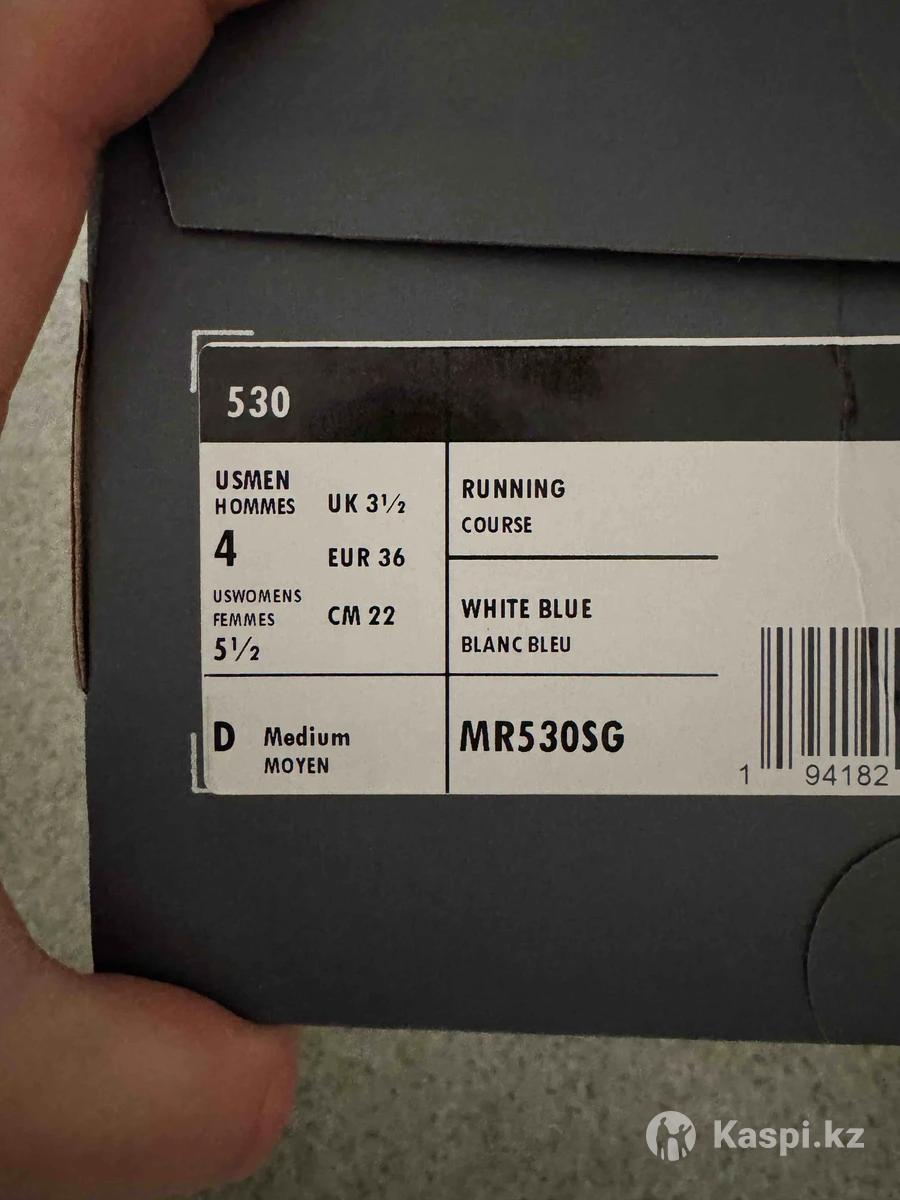 530
USMEN
HOMMES
4
UK 3½
EUR 36
USWOMENS
FEMMES
5½
CM 22
RUNNING
COURSE
WHITE BLUE
BLANC BLEU
D Medium
MOYEN
MR530SG
1 94182
Kaspi.kz